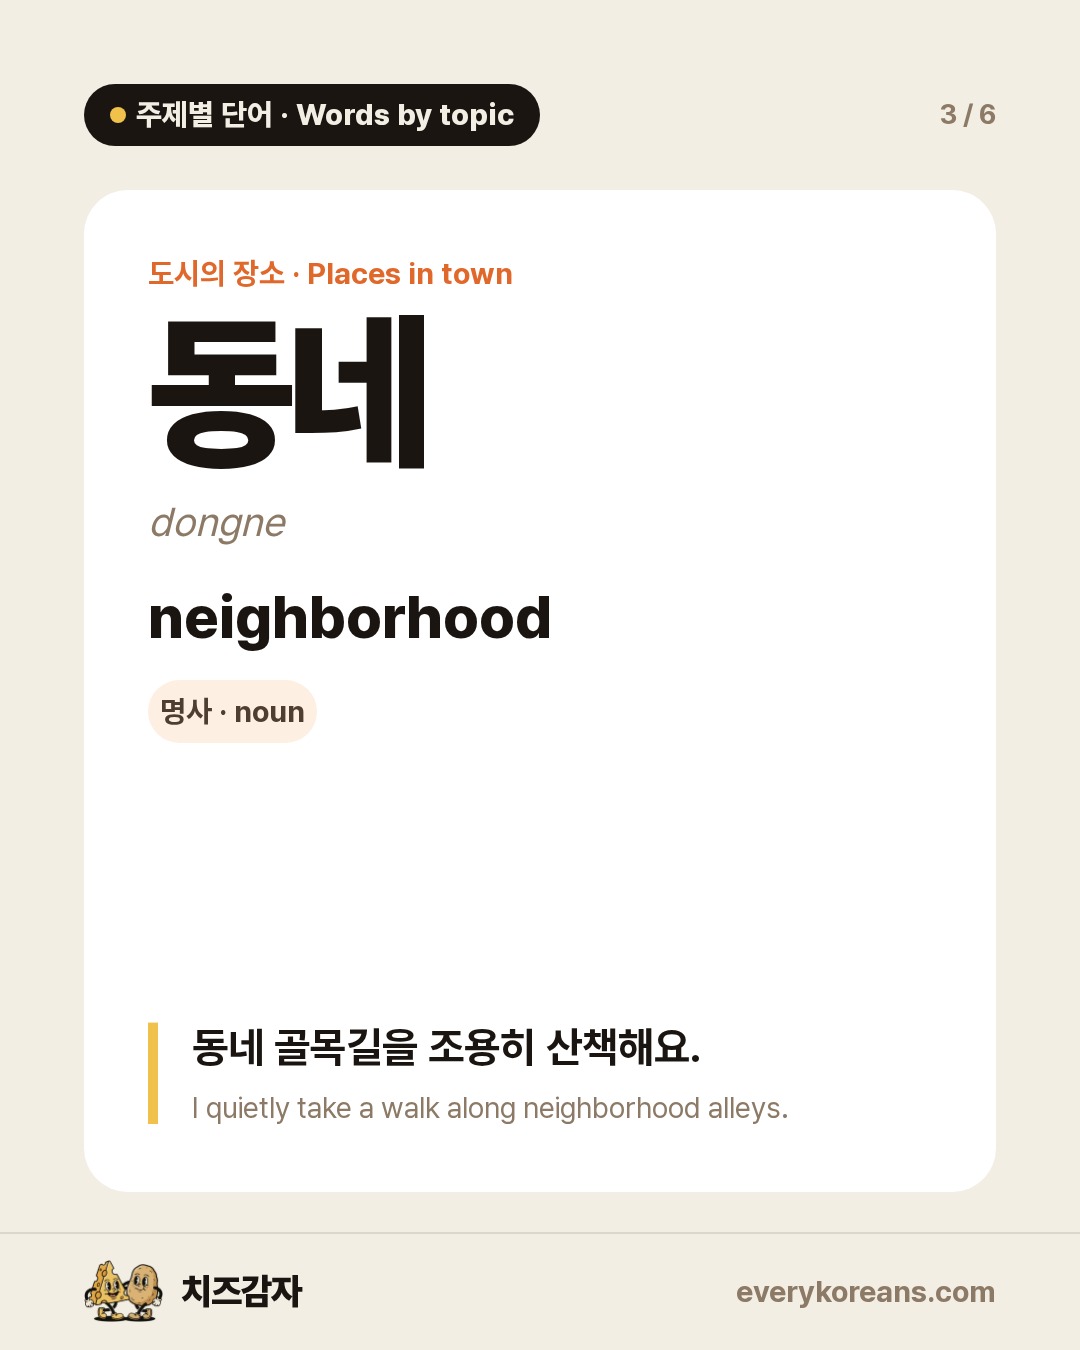 주제별 단어 · Words by topic
3 / 6
도시의 장소 · Places in town
동네
dongne
neighborhood
명사 · noun
동네 골목길을 조용히 산책해요.
I quietly take a walk along neighborhood alleys.
치즈감자
everykoreans.com